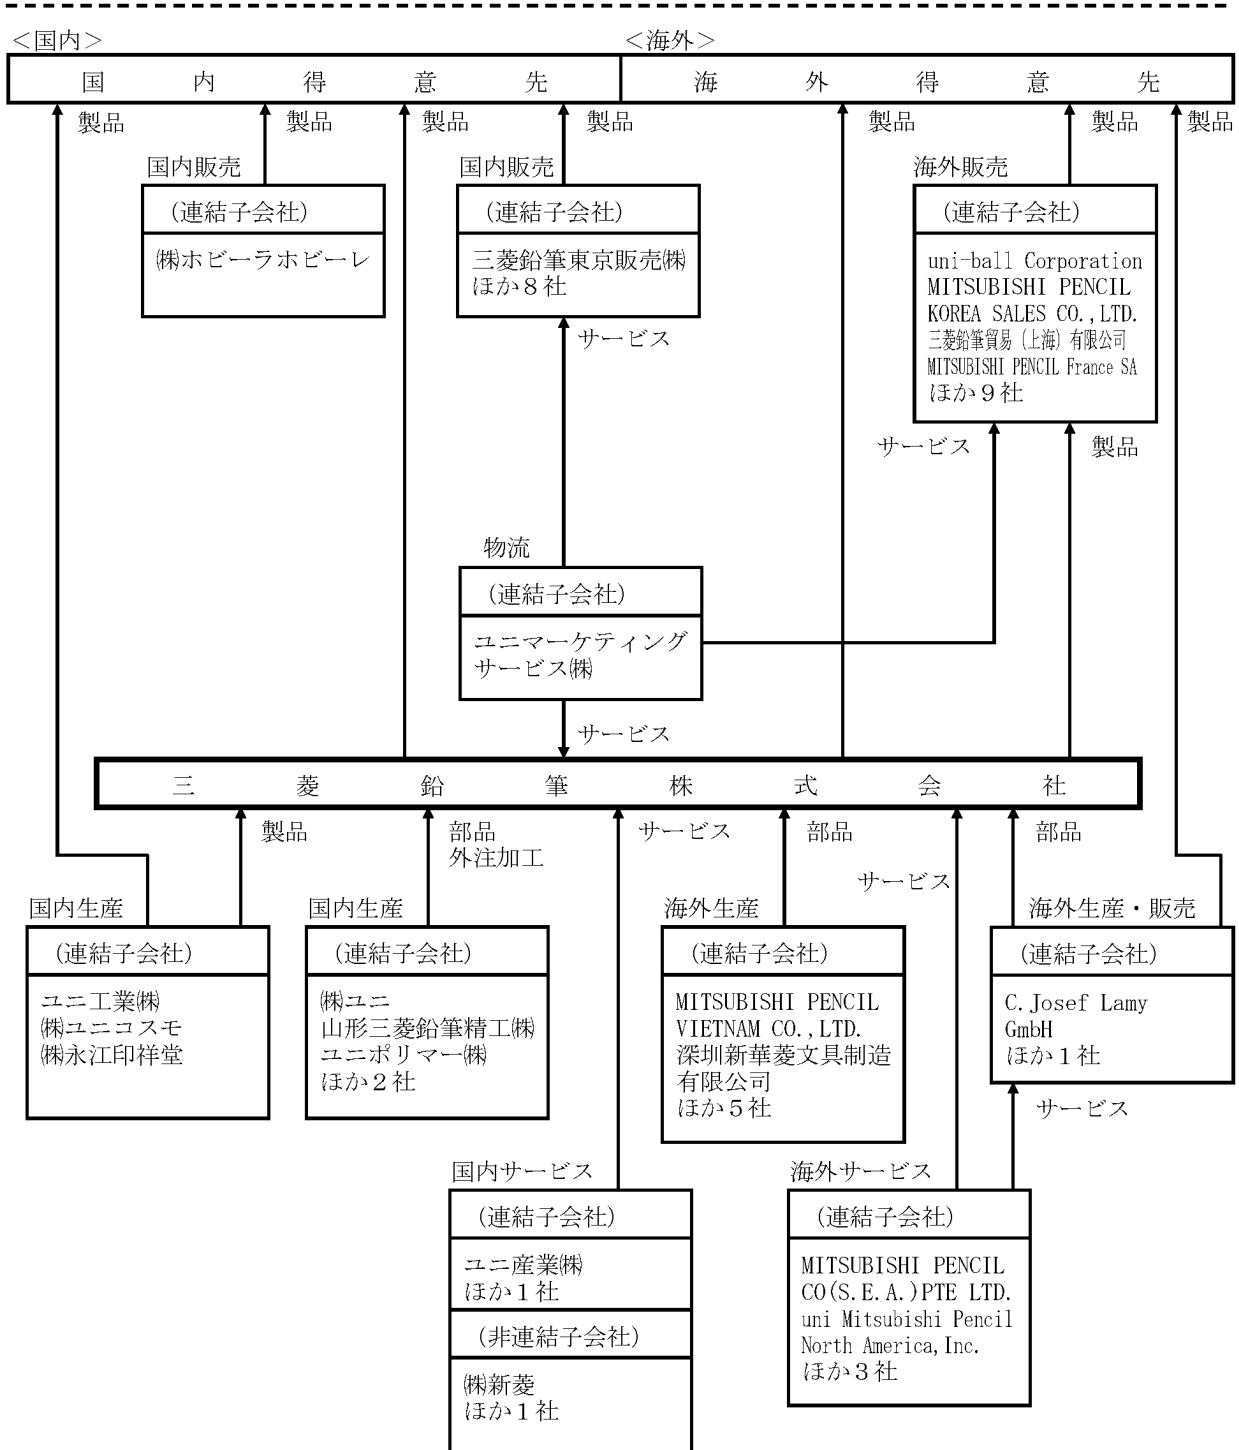 ＜国内＞
＜海外＞
国内得意先
海外得意先
製品
製品
製品
製品
製品
製品
製品
国内販売
(連結子会社)
㈱ホビーラホビーレ
国内販売
(連結子会社)
三菱鉛筆東京販売㈱
ほか８社
海外販売
(連結子会社)
uni-ball Corporation
MITSUBISHI PENCIL
KOREA SALES CO.,LTD.
三菱鉛筆貿易（上海）有限公司
MITSUBISHI PENCIL France SA
ほか９社
サービス
サービス
製品
物流
(連結子会社)
ユニマーケティング
サービス㈱
サービス
三菱鉛筆株式会社
製品
部品
外注加工
サービス
部品
サービス
部品
国内生産
(連結子会社)
ユニ工業㈱
㈱ユニコスモ
㈱永江印祥堂
国内生産
(連結子会社)
㈱ユニ
山形三菱鉛筆精工㈱
ユニポリマー㈱
ほか２社
海外生産
(連結子会社)
MITSUBISHI PENCIL
VIETNAM CO.,LTD.
深圳新華菱文具制造
有限公司
ほか５社
海外生産・販売
(連結子会社)
C.Josef Lamy
GmbH
ほか１社
サービス
国内サービス
(連結子会社)
ユニ産業㈱
ほか１社
(非連結子会社)
㈱新菱
ほか１社
海外サービス
(連結子会社)
MITSUBISHI PENCIL
CO(S.E.A.)PTE LTD.
uni Mitsubishi Pencil
North America,Inc.
ほか３社